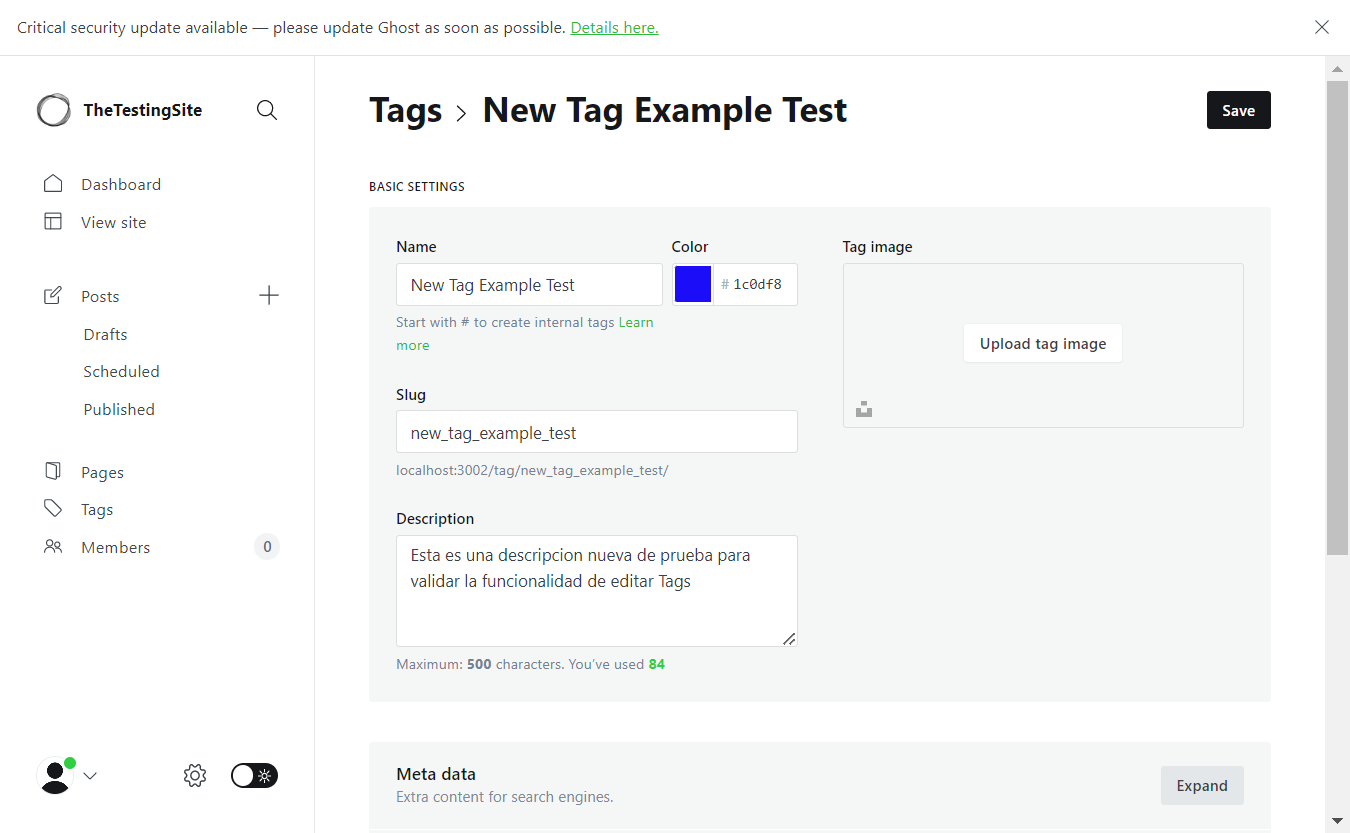 Critical security update available — please update Ghost as soon as possible. Details here.
TheTestingSite
Dashboard
View site
Posts
Drafts
Scheduled
Published
Pages
Tags
Members 0
Tags > New Tag Example Test
Save
BASIC SETTINGS
Name
New Tag Example Test
Start with # to create internal tags Learn
more
Color
# 1c0df8
Slug
new_tag_example_test
localhost:3002/tag/new_tag_example_test/
Description
Esta es una descripcion nueva de prueba para
validar la funcionalidad de editar Tags
Maximum: 500 characters. You’ve used 84
Tag image
Upload tag image
Meta data
Extra content for search engines.
Expand